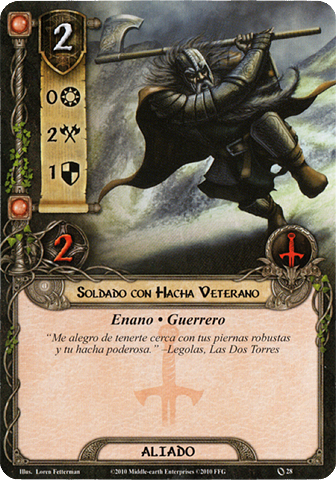 2
0
2
1
2
Soldado con Hacha Veterano
Enano • Guerrero
“Me alegro de tenerte cerca con tus piernas robustas
y tu hacha poderosa.” –Legolas, Las Dos Torres
ALIADO
Illus. Loren Fetterman ©2010 Middle-earth Enterprises ©2010 FFG 28